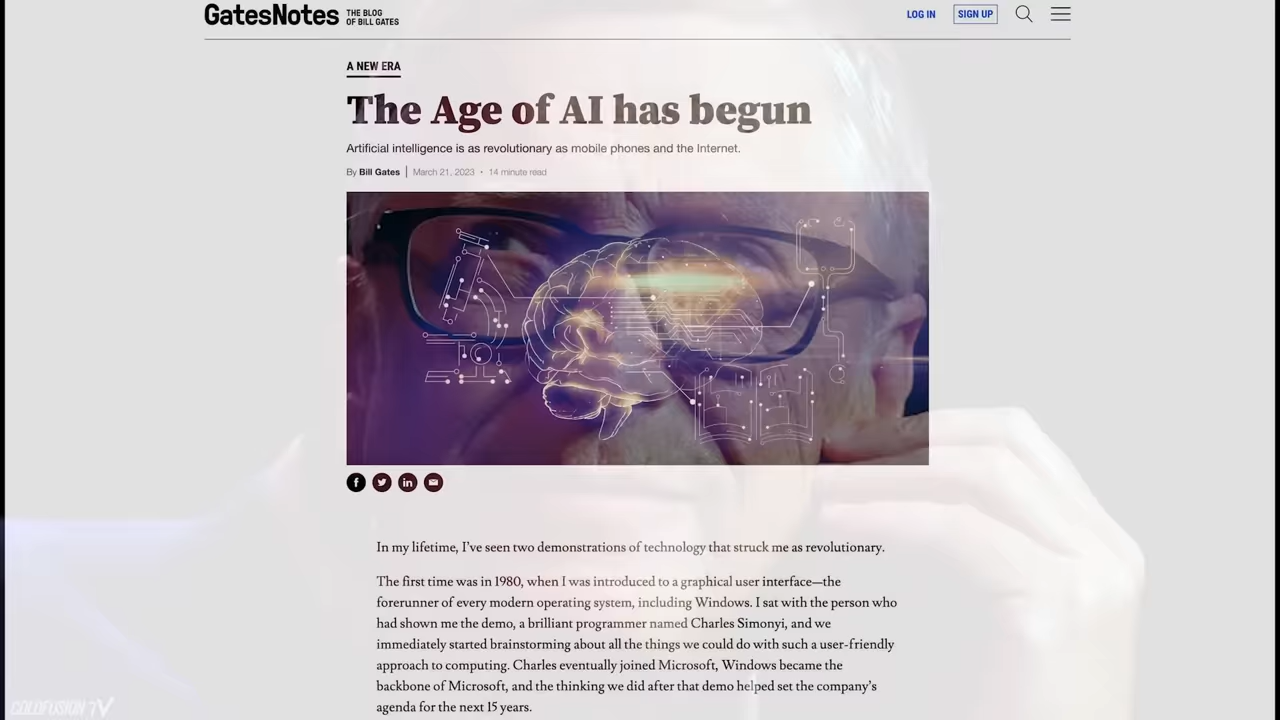 GatesNotes
THE BLOG
OF BILL GATES
LOG IN
SIGN UP
A NEW ERA
The Age of AI has begun
Artificial intelligence is as revolutionary as mobile phones and the Internet.
By Bill Gates | March 21, 2023 • 14 minute read
In my lifetime, I’ve seen two demonstrations of technology that struck me as revolutionary.
The first time was in 1980, when I was introduced to a graphical user interface—the
forerunner of every modern operating system, including Windows. I sat with the person who
had shown me the demo, a brilliant programmer named Charles Simonyi, and we
immediately started brainstorming about all the things we could do with such a user-friendly
approach to computing. Charles eventually joined Microsoft, Windows became the
backbone of Microsoft, and the thinking we did after that demo helped set the company’s
agenda for the next 15 years.
COLDFUSION TV